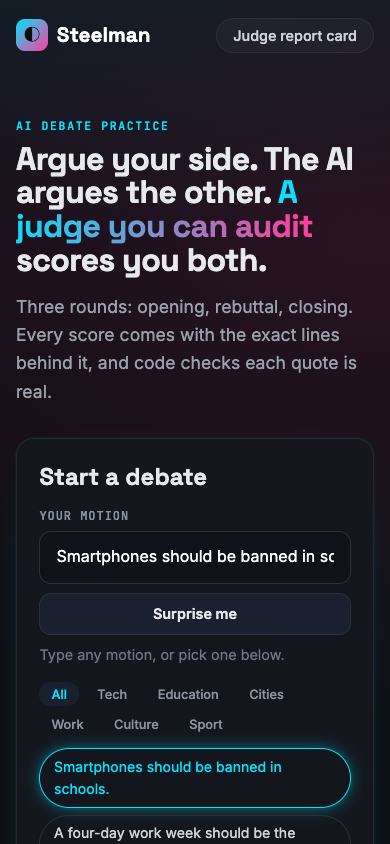 Steelman
Judge report card
AI DEBATE PRACTICE
Argue your side. The AI
argues the other. A
judge you can audit
scores you both.
Three rounds: opening, rebuttal, closing.
Every score comes with the exact lines
behind it, and code checks each quote is
real.
Start a debate
YOUR MOTION
Smartphones should be banned in sc
Surprise me
Type any motion, or pick one below.
All Tech Education Cities
Work Culture Sport
Smartphones should be banned in
schools.
A four-day work week should be the